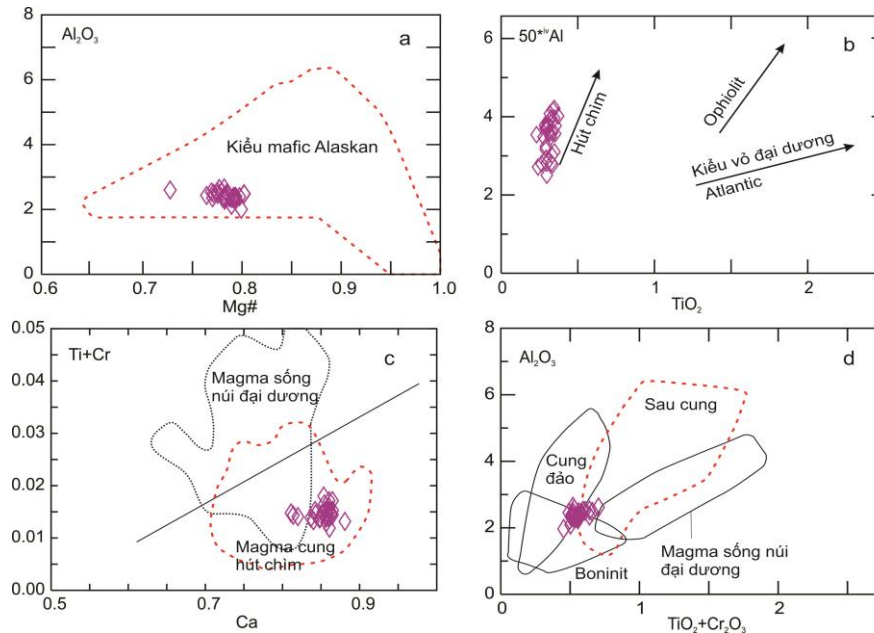 Al₂O₃
a
8
6
4
2
0
Kiểu mafic Alaskan
0.6
0.7
0.8
0.9
1.0
Mg#
50*ⁱᵛAl
b
6
4
2
0
Hút chìm
Ophiolit
Kiểu vỏ đại dương
Atlantic
0
1
2
TiO₂
Ti+Cr
c
0.05
0.04
0.03
0.02
0.01
0.00
Magma sống
núi đại dương
Magma cung
hút chìm
0.5
0.7
0.9
Ca
Al₂O₃
d
8
6
4
2
0
Sau cung
Cung
đảo
Boninit
Magma sống núi
đại dương
0
1
2
TiO₂+Cr₂O₃